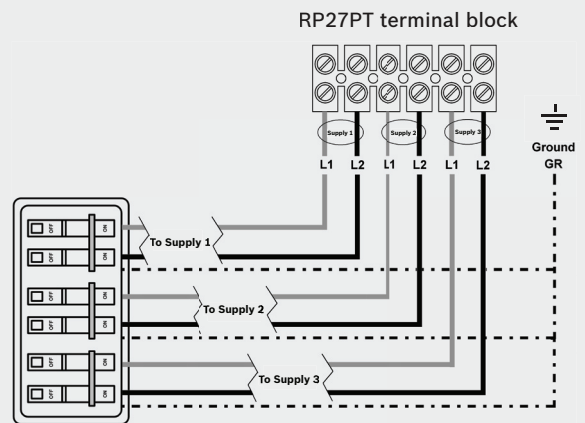 RP27PT terminal block
Supply 1 Supply 2 Supply 3
L1 L2 L1 L2 L1 L2
Ground
GR
OFF ON
To Supply 1
OFF ON
OFF ON
To Supply 2
OFF ON
OFF ON
To Supply 3
OFF ON